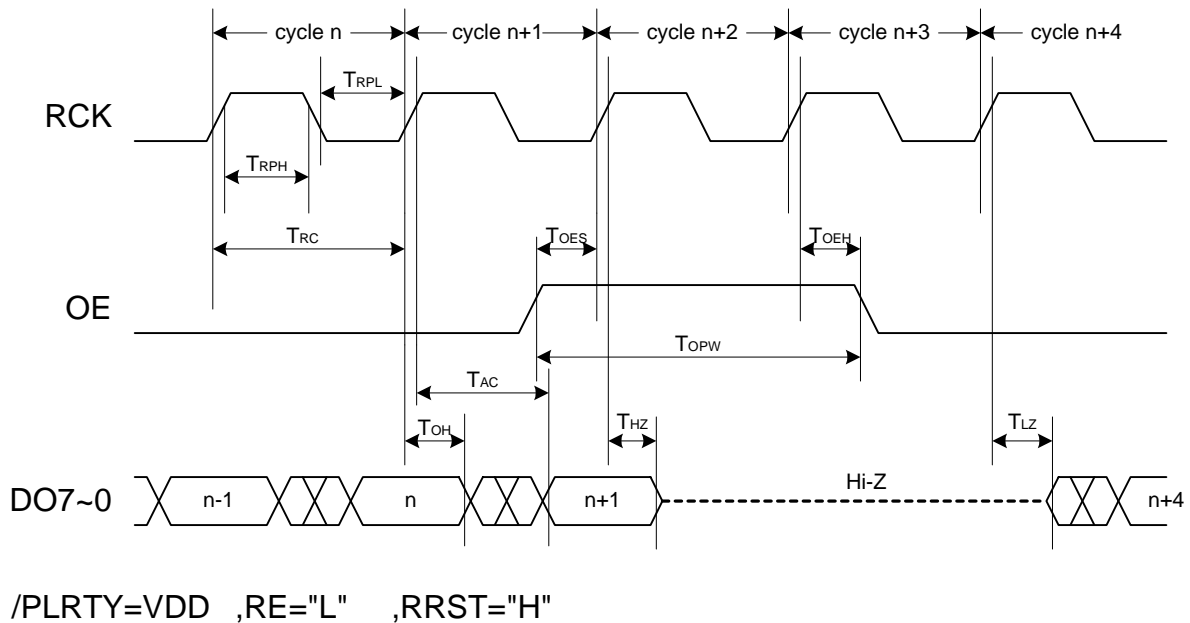 cycle n cycle n+1 cycle n+2 cycle n+3 cycle n+4
TRPL
RCK
TRPH
TRC TOES TOEH
OE
TOPW
TAC
TOH THZ TLZ
DO7~0 n-1 n n+1 Hi-Z n+4
/PLRTY=VDD ,RE="L" ,RRST="H"